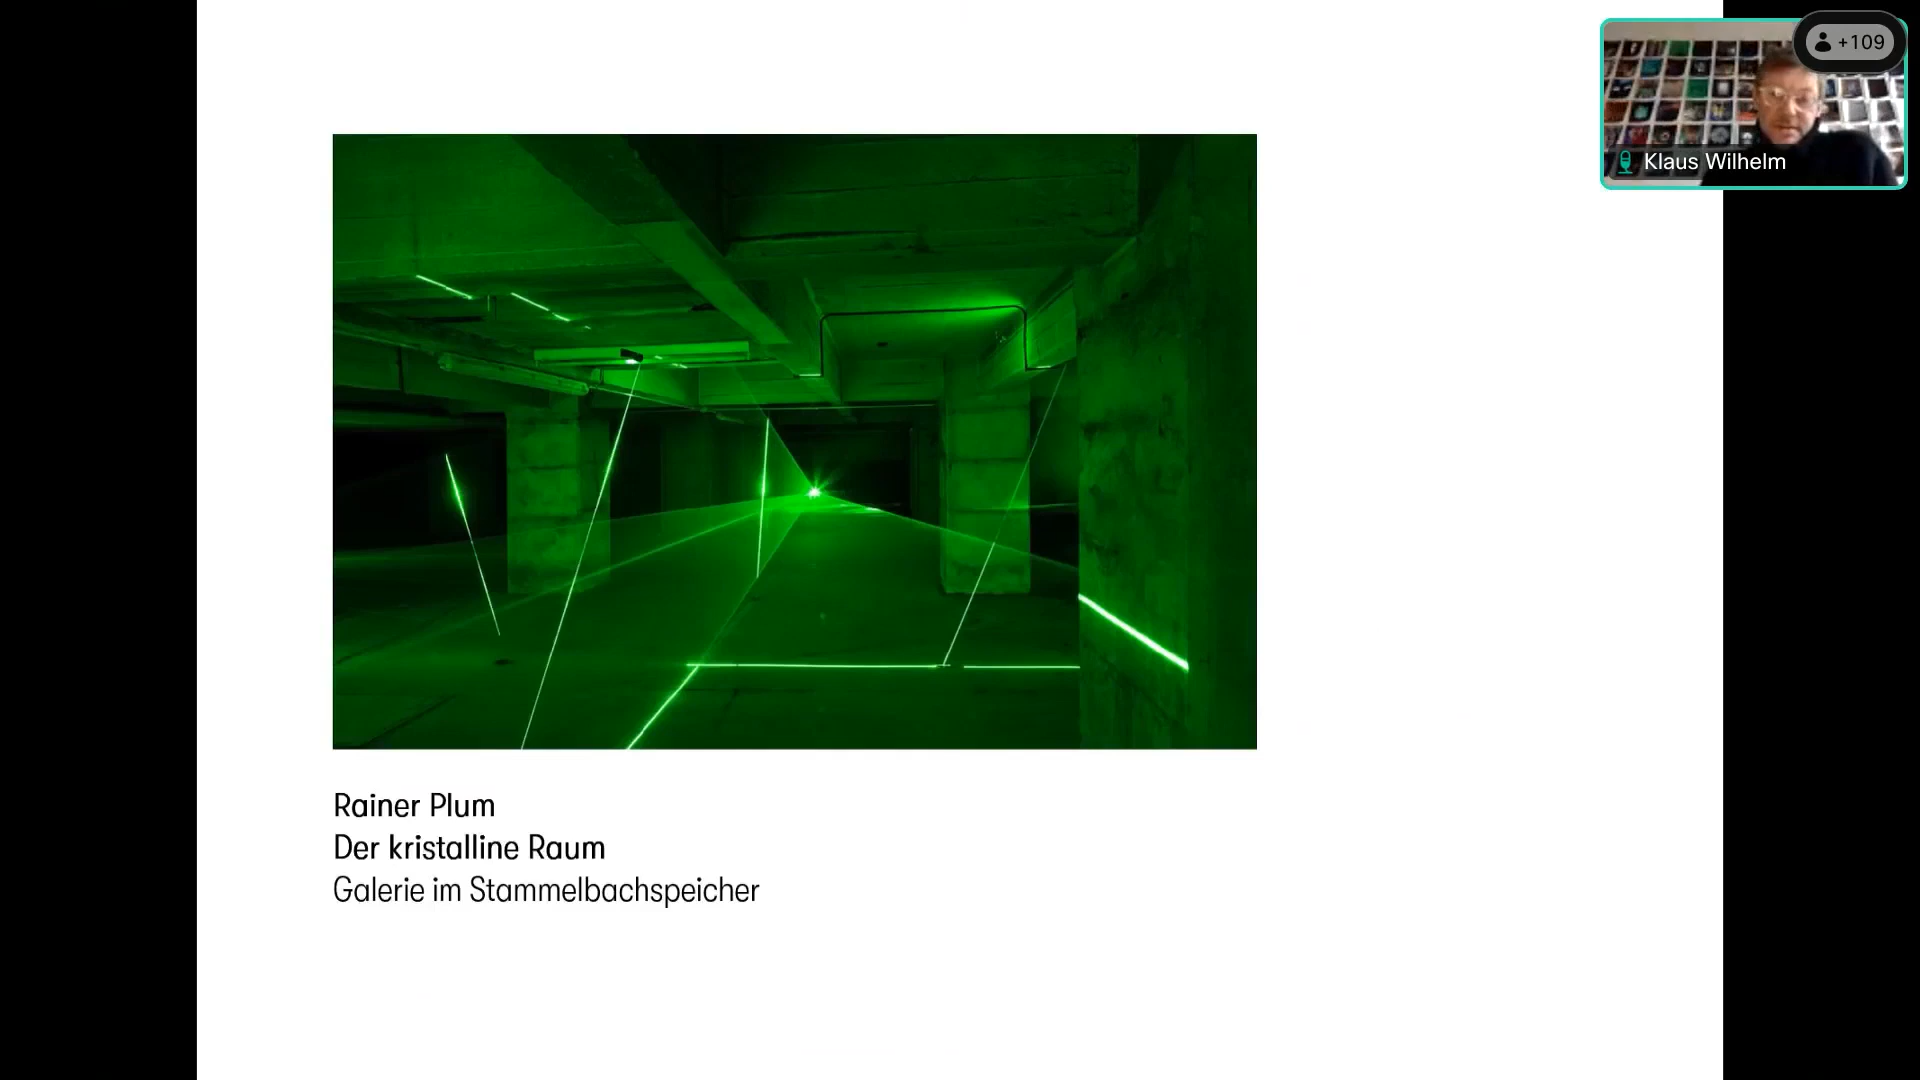 +109
Klaus Wilhelm
Rainer Plum
Der kristalline Raum
Galerie im Stammelbachspeicher